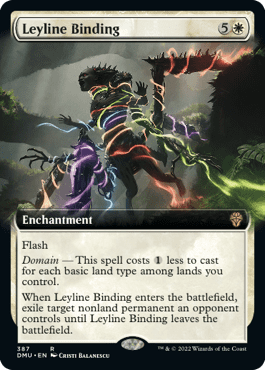 Leyline Binding 5
Enchantment
Flash
Domain — This spell costs 1 less to cast
for each basic land type among lands you
control.
When Leyline Binding enters the battlefield,
exile target nonland permanent an opponent
controls until Leyline Binding leaves the
battlefield.
387 R
DMU • EN CRISTI BALANESCU
™ & © 2022 Wizards of the Coast